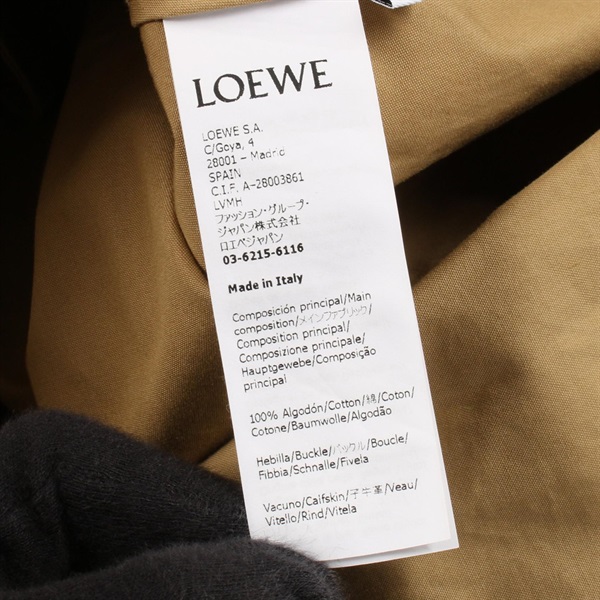 LOEWE
LOEWE S.A.
C/Goya, 4
28001 – Madrid
SPAIN
C.I.F. A-28003861
LVMH
ファッション・グループ・
ジャパン株式会社
ロエベジャパン
03-6215-6116
Made in Italy
Composición principal/Main
composition/メインファブリック/
Composition principal/
Composizione principale/
Hauptgewebe/Composição
principal
100% Algodón/Cotton/綿/Coton/
Cotone/Baumwolle/Algodão
Hebilla/Buckle/バックル/Boucle/
Fibbia/Schnalle/Fivela
Vacuno/Calfskin/子牛革/Veau/
Vitello/Rind/Vitela